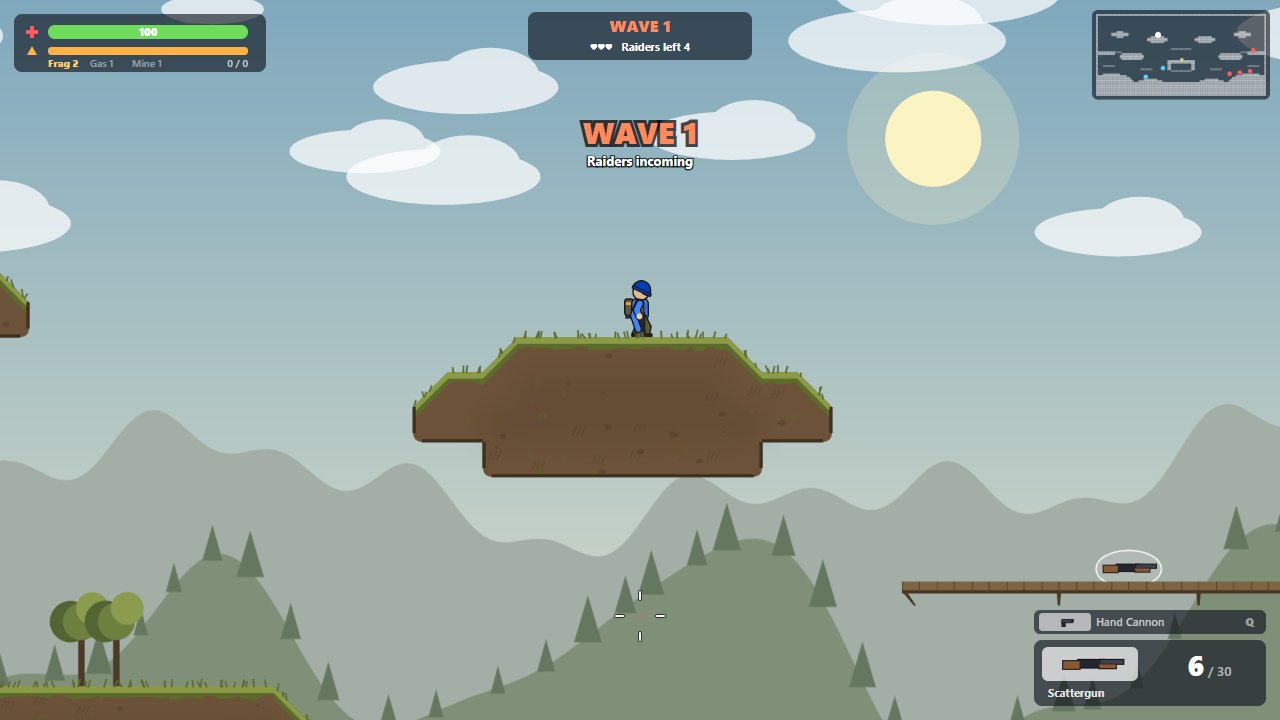 100
Frag 2 Gas 1 Mine 1 0 / 0
WAVE 1
Raiders left 4
WAVE 1
Raiders incoming
Hand Cannon Q
6 / 30
Scattergun